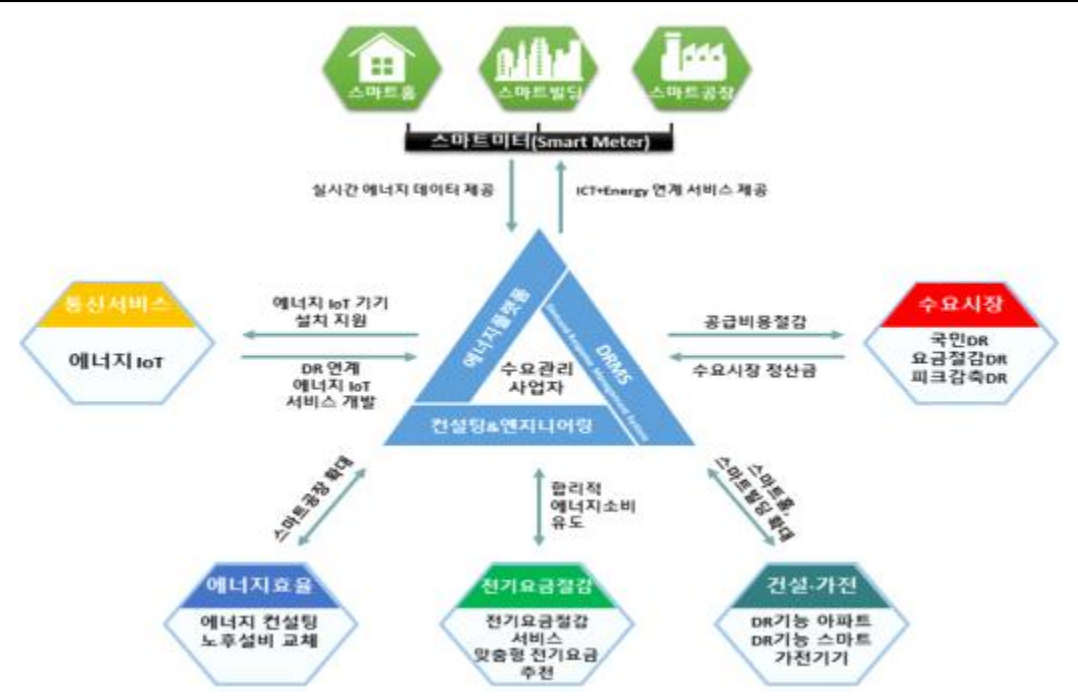 스마트홈
스마트빌딩
스마트공장
스마트미터(Smart Meter)
실시간 에너지 데이터 제공
ICT+Energy 연계 서비스 제공
통신서비스
에너지 IoT
에너지 IoT 기기
설치 지원
DR 연계
에너지 IoT
서비스 개발
에너지플랫폼
DRMS
Demand Response Management System
수요관리
사업자
컨설팅&엔지니어링
공급비용절감
수요시장 정산금
수요시장
국민DR
요금절감DR
피크감축DR
스마트공장 확대
합리적
에너지소비
유도
스마트홈,
스마트빌딩 확대
에너지효율
에너지 컨설팅
노후설비 교체
전기요금절감
전기요금절감
서비스
맞춤형 전기요금
추천
건설·가전
DR기능 아파트
DR기능 스마트
가전기기